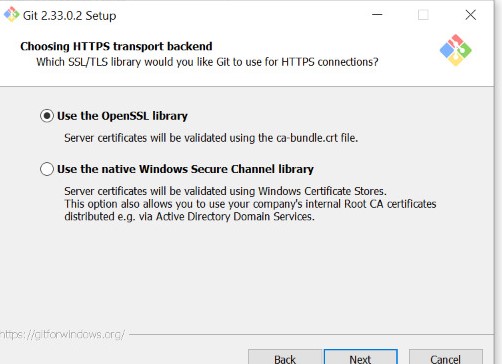 Git 2.33.0.2 Setup
Choosing HTTPS transport backend
Which SSL/TLS library would you like Git to use for HTTPS connections?
Use the OpenSSL library
Server certificates will be validated using the ca-bundle.crt file.
Use the native Windows Secure Channel library
Server certificates will be validated using Windows Certificate Stores.
This option also allows you to use your company's internal Root CA certificates
distributed e.g. via Active Directory Domain Services.
https://gitforwindows.org/
Back
Next
Cancel